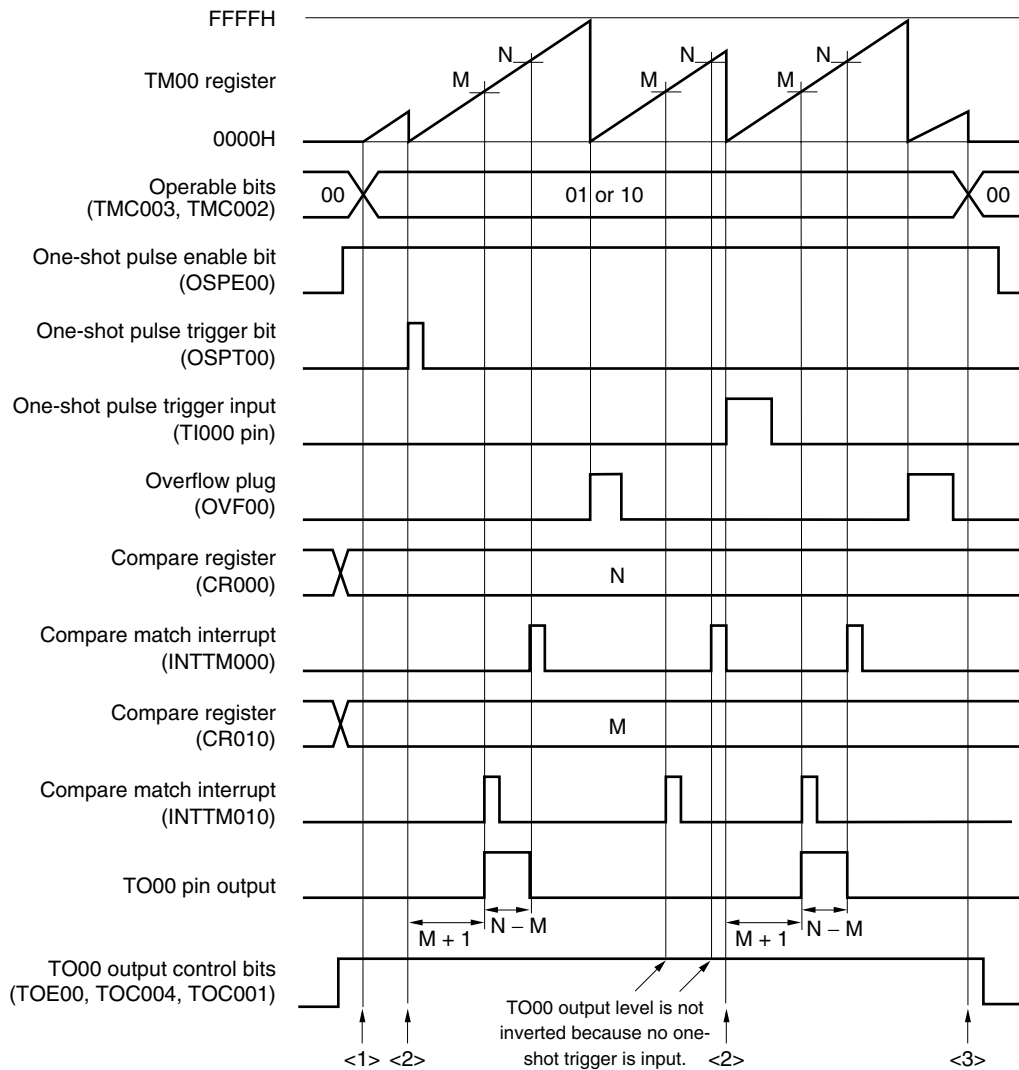 FFFFH
N
N
N
TM00 register
M
M
M
0000H
Operable bits
(TMC003, TMC002)
00
01 or 10
00
One-shot pulse enable bit
(OSPE00)
One-shot pulse trigger bit
(OSPT00)
One-shot pulse trigger input
(TI000 pin)
Overflow plug
(OVF00)
Compare register
(CR000)
N
Compare match interrupt
(INTTM000)
Compare register
(CR010)
M
Compare match interrupt
(INTTM010)
TO00 pin output
M + 1
N – M
M + 1
N – M
TO00 output control bits
(TOE00, TOC004, TOC001)
TO00 output level is not
inverted because no one-
shot trigger is input.
<1>
<2>
<2>
<3>